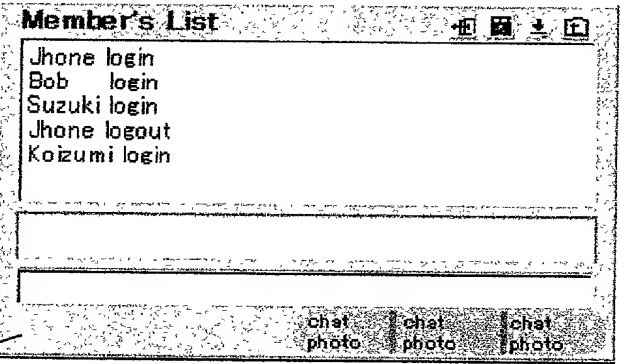 Member's List
Jhone login
Bob login
Suzuki login
Jhone logout
Koizumi login
chat chat chat
photo photo photo